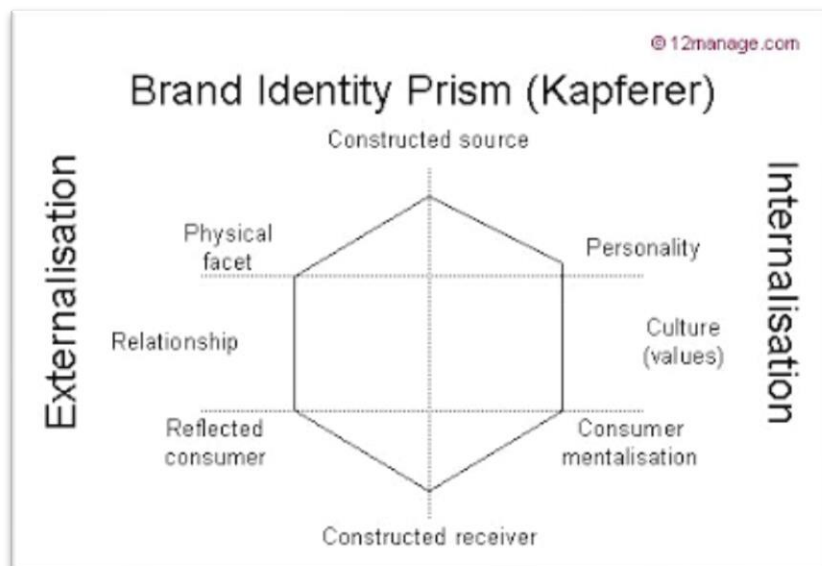 © 12manage.com
Brand Identity Prism (Kapferer)
Constructed source
Externalisation
Internalisation
Physical
facet
Personality
Relationship
Culture
(values)
Reflected
consumer
Consumer
mentalisation
Constructed receiver